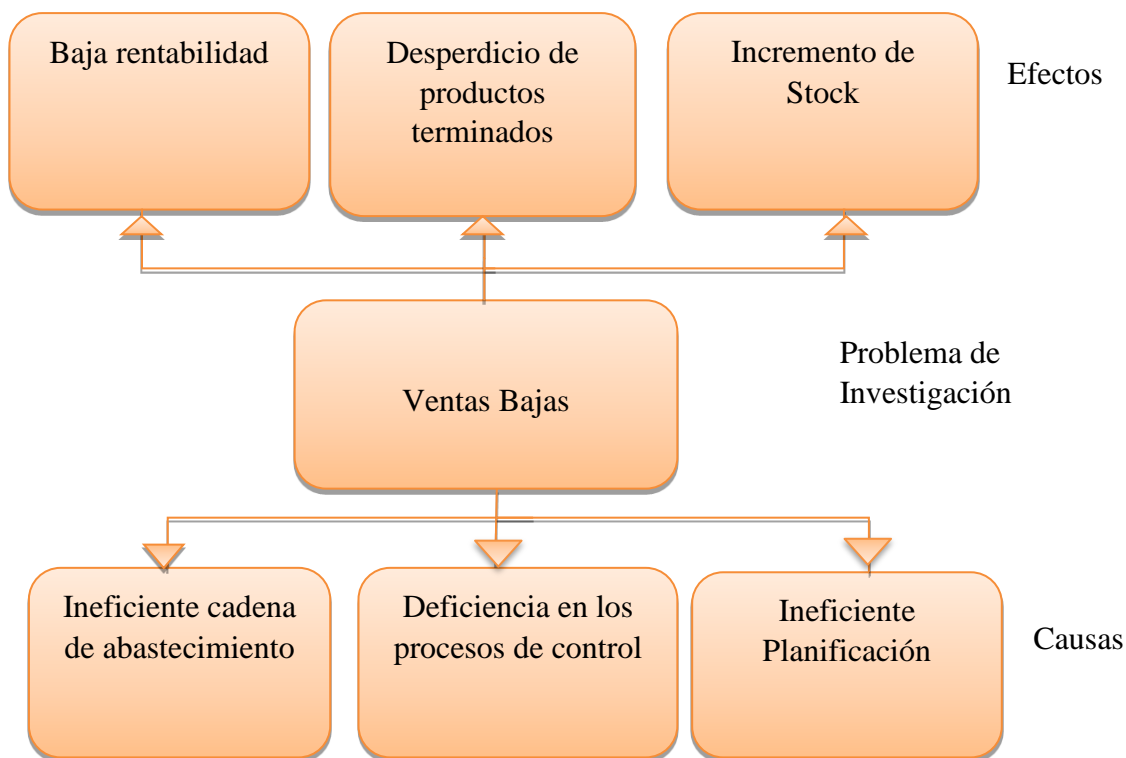 Baja rentabilidad
Desperdicio de
productos
terminados
Incremento de
Stock
Efectos
Ventas Bajas
Problema de
Investigación
Ineficiente cadena
de abastecimiento
Deficiencia en los
procesos de control
Ineficiente
Planificación
Causas